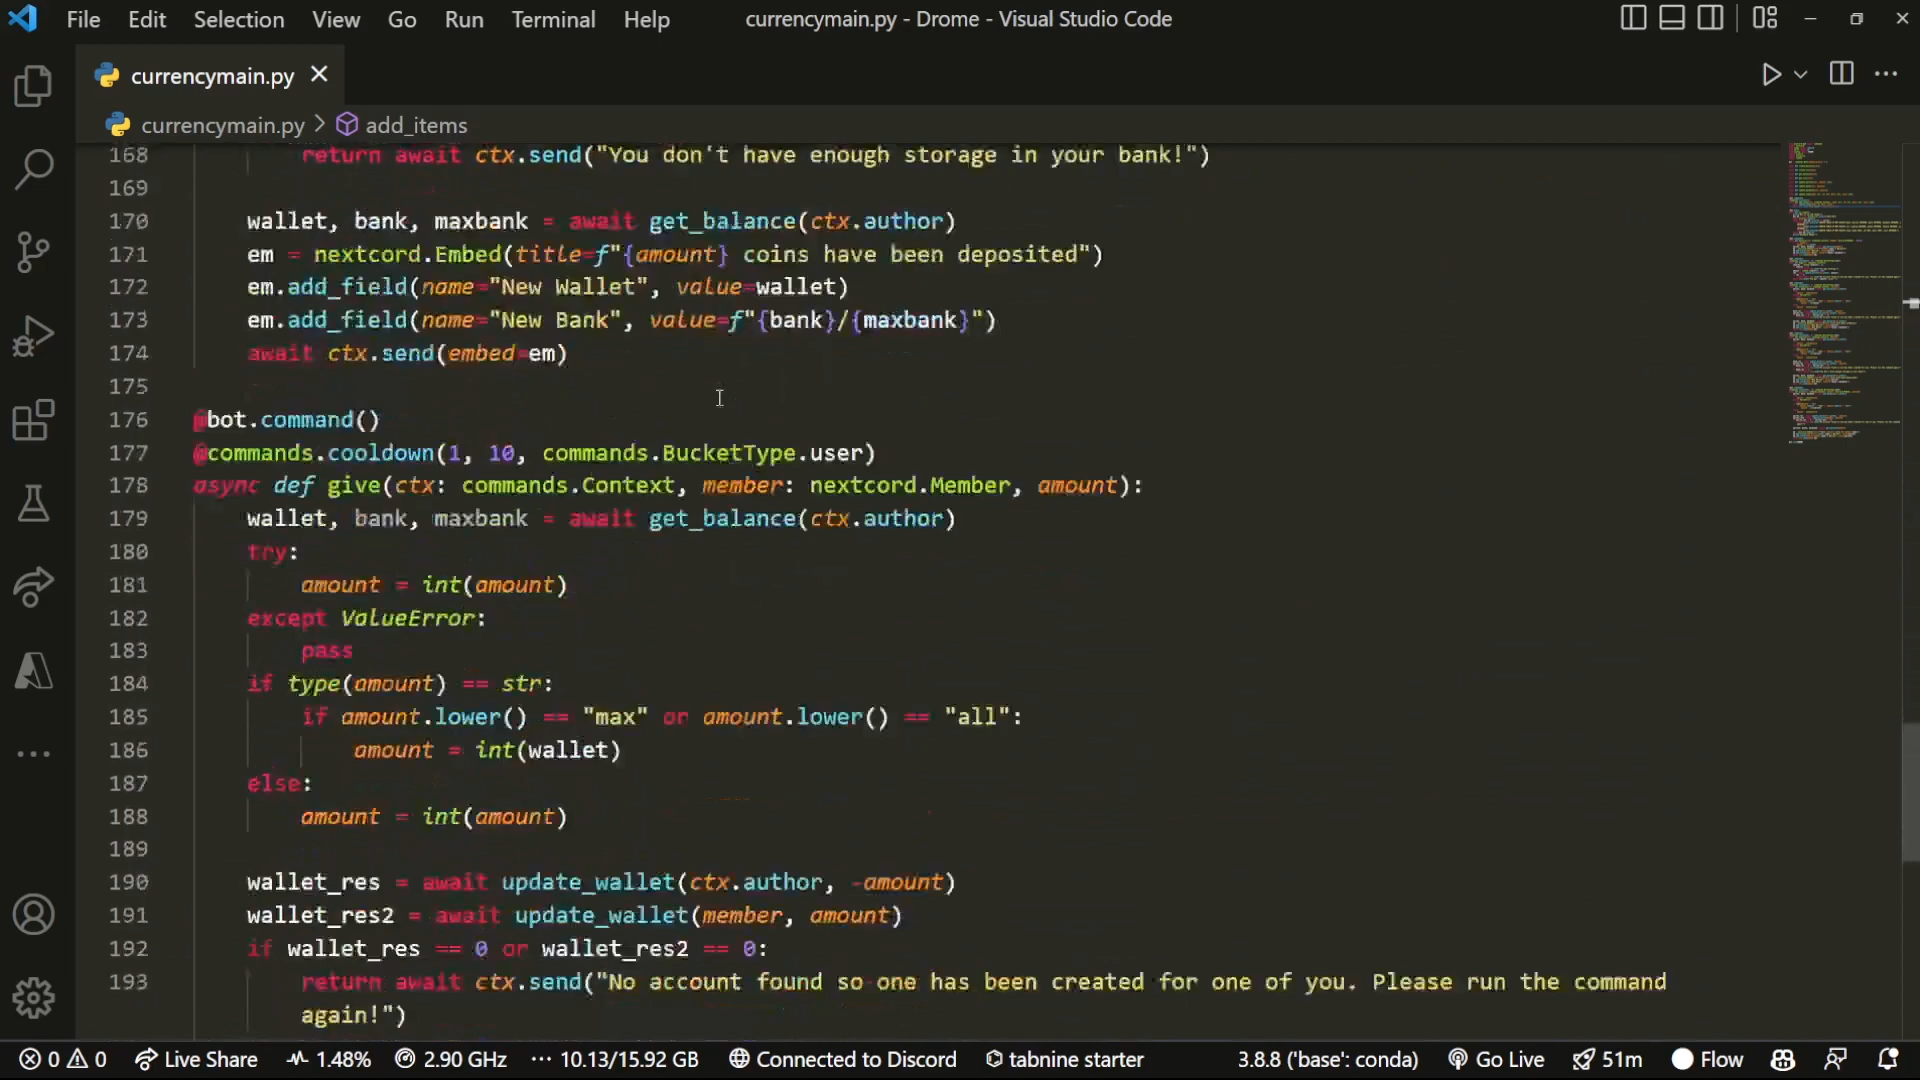 File Edit Selection View Go Run Terminal Help currencymain.py - Drome - Visual Studio Code
currencymain.py
currencymain.py > add_items
168 return await ctx.send("You don't have enough storage in your bank!")
169
170 wallet, bank, maxbank = await get_balance(ctx.author)
171 em = nextcord.Embed(title=f"{amount} coins have been deposited")
172 em.add_field(name="New Wallet", value=wallet)
173 em.add_field(name="New Bank", value=f"{bank}/{maxbank}")
174 await ctx.send(embed=em)
175
176 @bot.command()
177 @commands.cooldown(1, 10, commands.BucketType.user)
178 async def give(ctx: commands.Context, member: nextcord.Member, amount):
179 wallet, bank, maxbank = await get_balance(ctx.author)
180 try:
181 amount = int(amount)
182 except ValueError:
183 pass
184 if type(amount) == str:
185 if amount.lower() == "max" or amount.lower() == "all":
186 amount = int(wallet)
187 else:
188 amount = int(amount)
189
190 wallet_res = await update_wallet(ctx.author, -amount)
191 wallet_res2 = await update_wallet(member, amount)
192 if wallet_res == 0 or wallet_res2 == 0:
193 return await ctx.send("No account found so one has been created for one of you. Please run the command
again!")
0 0 Live Share 1.48% 2.90 GHz 10.13/15.92 GB Connected to Discord tabnine starter 3.8.8 ('base': conda) Go Live 51m Flow